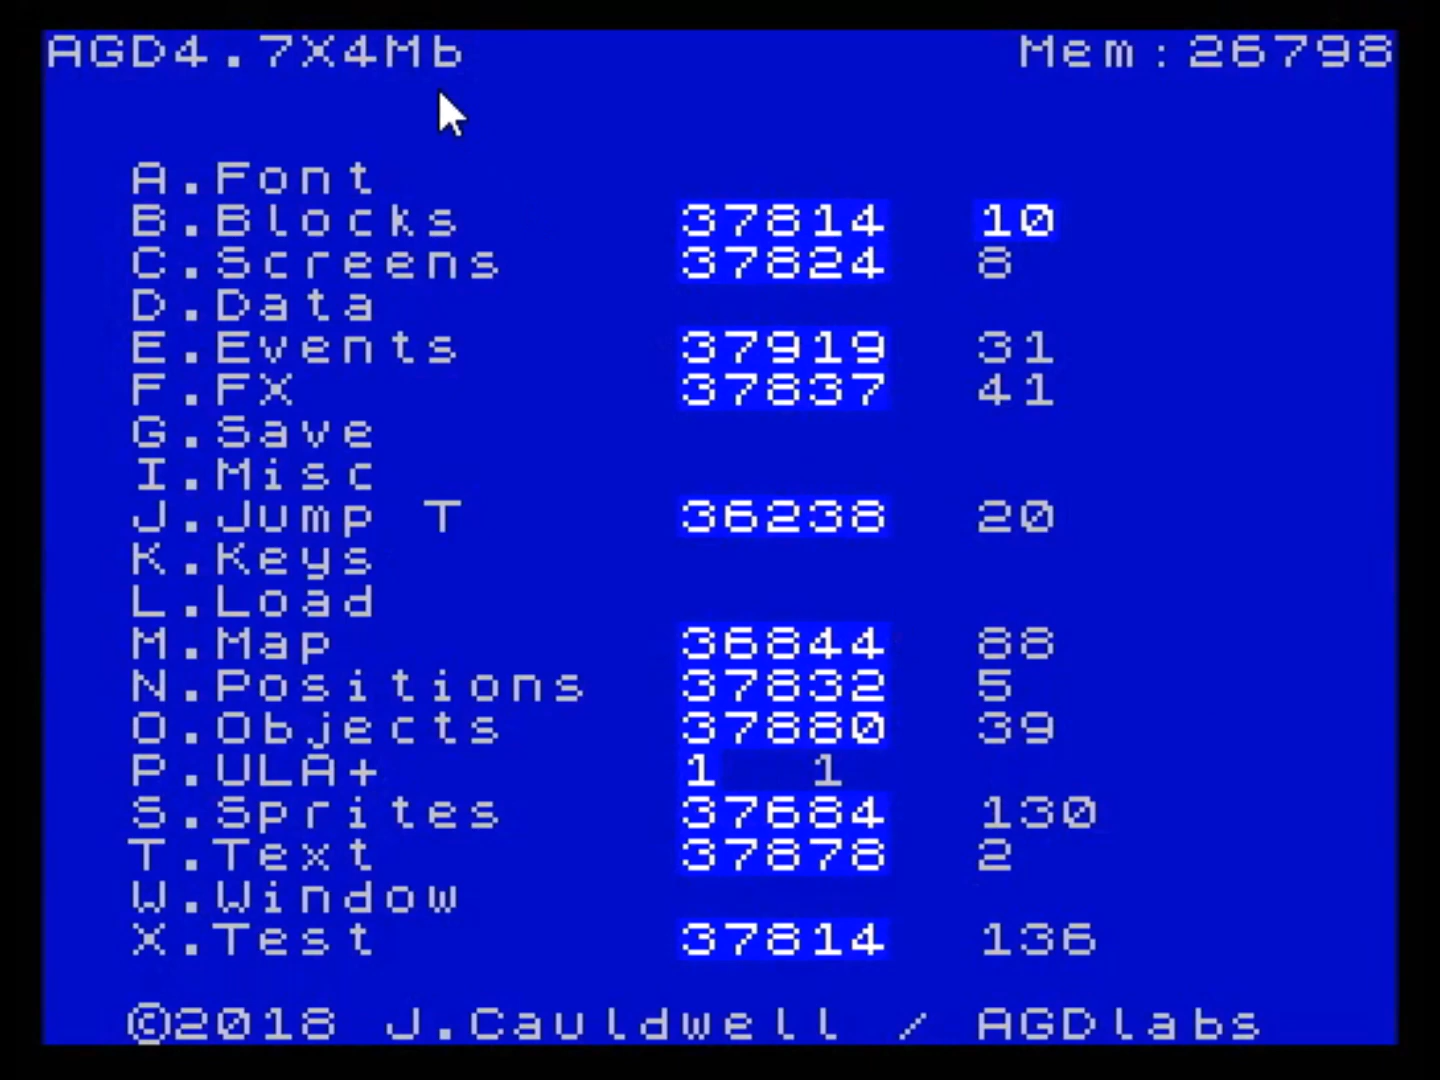 AGD4.7X4Mb Mem:26798
A.Font
B.Blocks 37814 10
C.Screens 37824 8
D.Data
E.Events 37919 31
F.FX 37837 41
G.Save
I.Misc
J.Jump T 36238 20
K.Keys
L.Load
M.Map 36844 88
N.Positions 37832 5
O.Objects 37880 39
P.ULA+ 1 1
S.Sprites 37684 130
T.Text 37878 2
W.Window
X.Test 37814 136
©2018 J.Cauldwell / AGDlabs